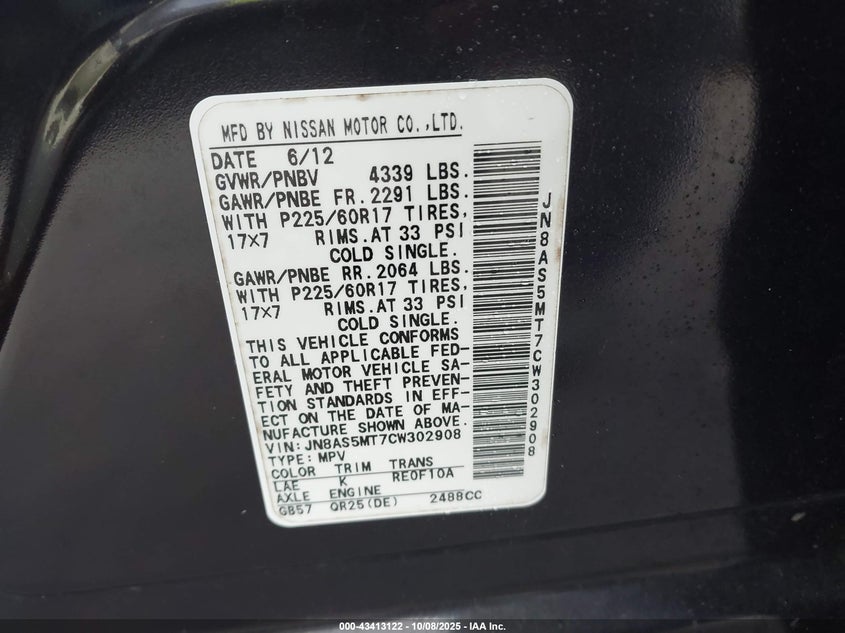 MFD BY NISSAN MOTOR CO.,LTD.
DATE 6/12
GVWR/PNBV 4339 LBS.
GAWR/PNBE FR. 2291 LBS.
WITH P225/60R17 TIRES,
17X7 RIMS.AT 33 PSI
COLD SINGLE.
GAWR/PNBE RR. 2064 LBS.
WITH P225/60R17 TIRES,
17X7 RIMS.AT 33 PSI
COLD SINGLE.
THIS VEHICLE CONFORMS
TO ALL APPLICABLE FED-
ERAL MOTOR VEHICLE SA-
FETY AND THEFT PREVEN-
TION STANDARDS IN EFF-
ECT ON THE DATE OF MA-
NUFACTURE SHOWN ABOVE.
VIN:JN8AS5MT7CW302908
TYPE:MPV
COLOR TRIM TRANS
LAE K RE0F10A
AXLE ENGINE
GB57 QR25(DE) 2488CC
JN8AS5MT7CW302908
000-43413122 - 10/08/2025 - IAA Inc.